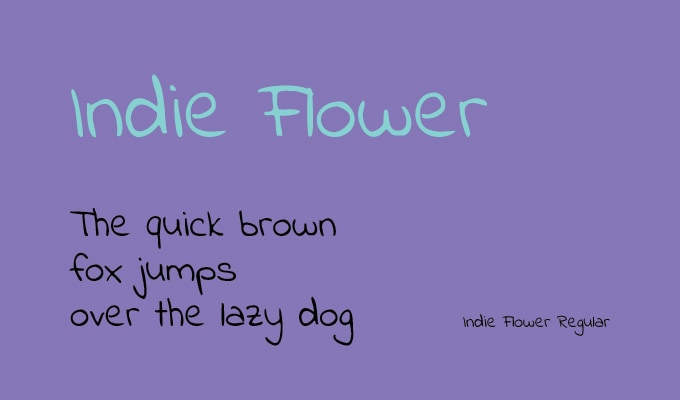 Indie Flower
The quick brown
fox jumps
over the lazy dog
Indie Flower Regular